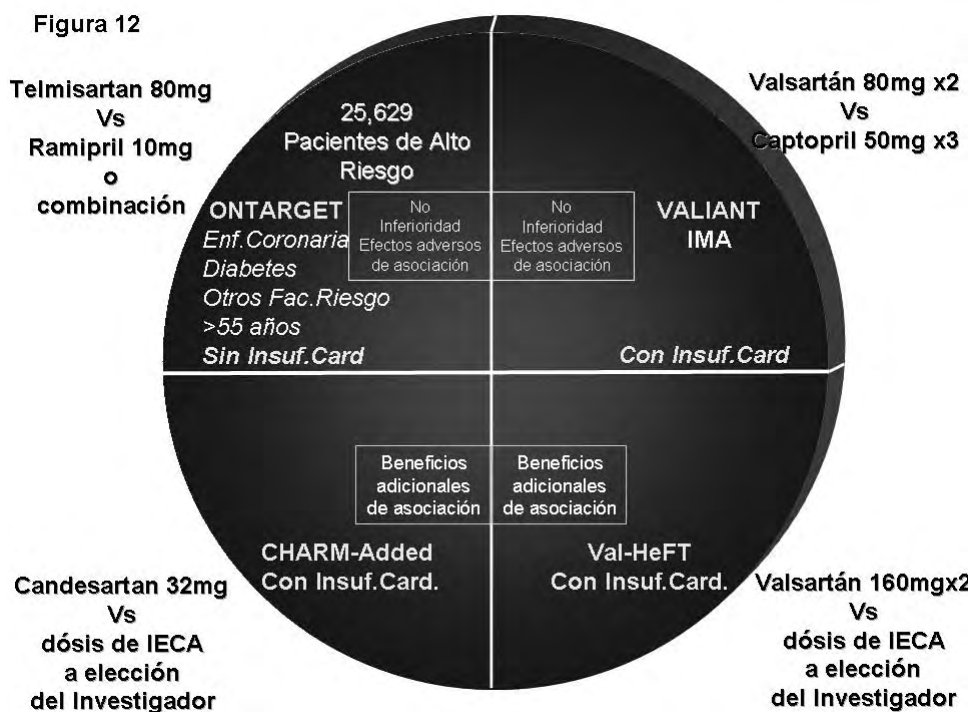 Figura 12
Telmisartan 80mg
Vs
Ramipril 10mg
o
combinación
25,629
Pacientes de Alto
Riesgo
ONTARGET
Enf.Coronaria
Diabetes
Otros Fac.Riesgo
>55 años
Sin Insuf.Card
No
Inferioridad
Efectos adversos
de asociación
No
Inferioridad
Efectos adversos
de asociación
Valsartán 80mg x2
Vs
Captopril 50mg x3
VALIANT
IMA
Con Insuf.Card
Beneficios
adicionales
de asociación
Beneficios
adicionales
de asociación
CHARM-Added
Con Insuf.Card.
Val-HeFT
Con Insuf.Card.
Candesartan 32mg
Vs
dósis de IECA
a elección
del Investigador
Valsartán 160mgx2
Vs
dósis de IECA
a elección
del Investigador